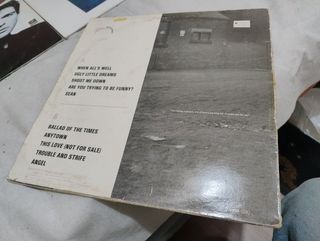 WHEN ALL'S WELL
UGLY LITTLE DREAMS
SHOOT ME DOWN
ARE YOU TRYING TO BE FUNNY?
SEAN
BALLAD OF THE TIMES
ANYTOWN
THIS LOVE (NOT FOR SALE)
TROUBLE AND STRIFE
ANGEL